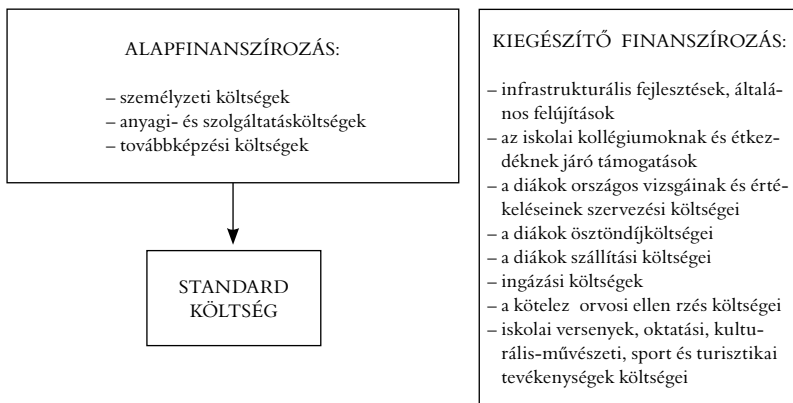 ALAPFINANSZÍROZÁS:
– személyzeti költségek
– anyagi- és szolgáltatásköltségek
– továbbképzési költségek
STANDARD
KÖLTSÉG
KIEGÉSZÍTŐ FINANSZÍROZÁS:
– infrastrukturális fejlesztések, általá-
nos felújítások
– az iskolai kollégiumoknak és étkez-
déknek járó támogatások
– a diákok országos vizsgáinak és érté-
keléseinek szervezési költségei
– a diákok ösztöndíjköltségei
– a diákok szállítási költségei
– ingázási költségek
– a kötelez orvosi ellen rzés költségei
– iskolai versenyek, oktatási, kultu-
rális-művészeti, sport és turisztikai
tevékenységek költségei